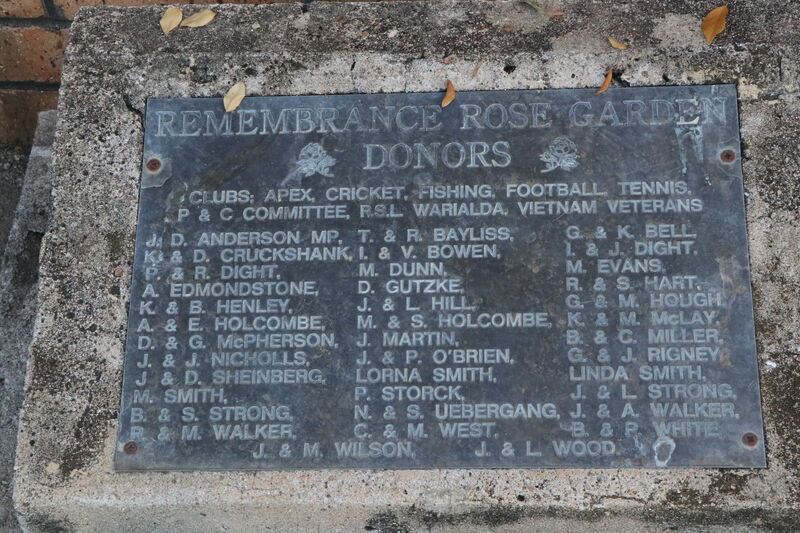 REMEMBRANCE ROSE GARDEN
DONORS
CLUBS; APEX, CRICKET, FISHING, FOOTBALL, TENNIS,
P & C COMMITTEE, R.S.L. WARIALDA, VIETNAM VETERANS
J. D. ANDERSON MP, T. & R. BAYLISS, G. & K. BELL,
K. & D. CRUCKSHANK, I. & V. BOWEN, I. & J. DIGHT,
P. & R. DIGHT, M. DUNN, M. EVANS,
A. EDMONDSTONE, D. GUTZKE, R. & S. HART,
K. & B. HENLEY, J. & L. HILL, G. & M. HOUGH,
A. & E. HOLCOMBE, M. & S. HOLCOMBE, K. & M. McLAY,
D. & G. McPHERSON, J. MARTIN, B. & C. MILLER,
J. & J. NICHOLLS, J. & P. O'BRIEN, G. & J. RIGNEY,
J. & D. SHEINBERG, LORNA SMITH, LINDA SMITH,
M. SMITH, P. STORCK, J. & L. STRONG,
B. & S. STRONG, N. & S. UEBERGANG, J. & A. WALKER,
R. & M. WALKER, C. & M. WEST, B. & P. WHITE,
J. & M. WILSON, J. & L. WOOD.